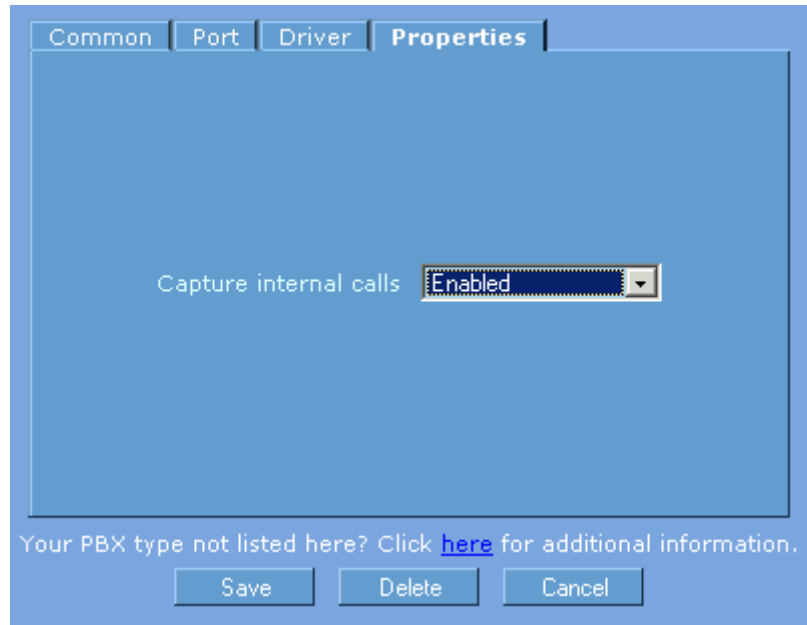 Common Port Driver Properties
Capture internal calls Enabled
Your PBX type not listed here? Click here for additional information.
Save Delete Cancel